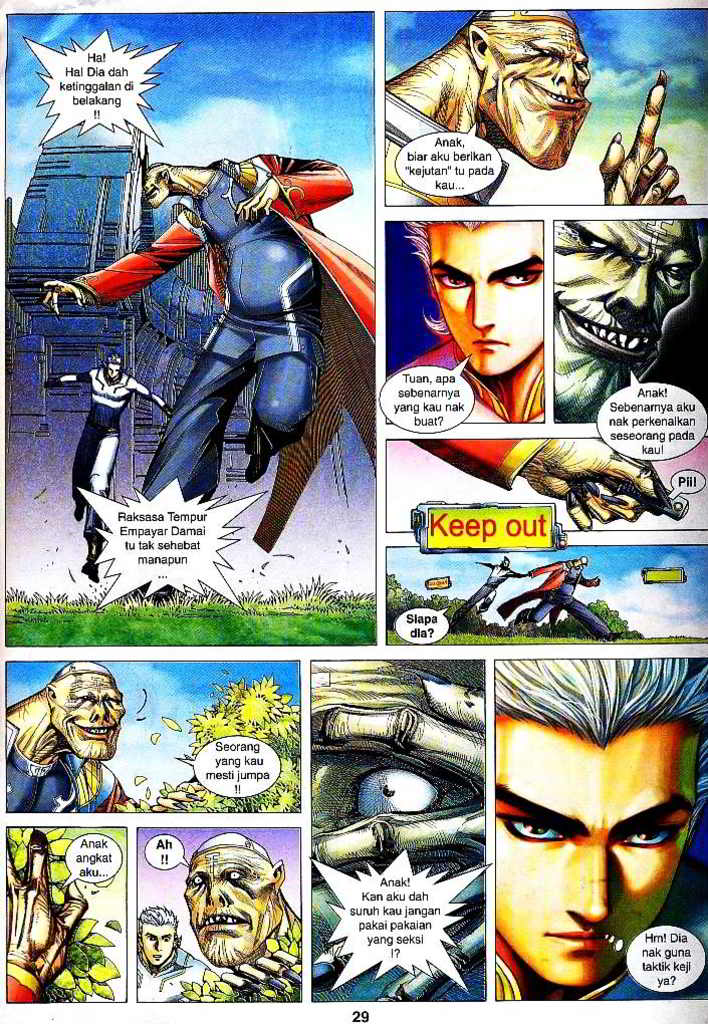 Ha!
Ha! Dia dah
ketinggalan di
belakang
!!
Raksasa Tempur
Empayar Damai
tu tak sehebat
manapun
...
Anak,
biar aku berikan
"kejutan" tu pada
kau...
Tuan, apa
sebenarnya
yang kau nak
buat?
Anak!
Sebenarnya aku
nak perkenalkan
seseorang pada
kau!
Pii!
Keep out
Siapa
dia?
Seorang
yang kau
mesti jumpa
!!
Anak
angkat
aku...
Ah
!!
Anak!
Kan aku dah
suruh kau jangan
pakai pakaian
yang seksi
!?
Hm! Dia
nak guna
taktik keji
ya?
29